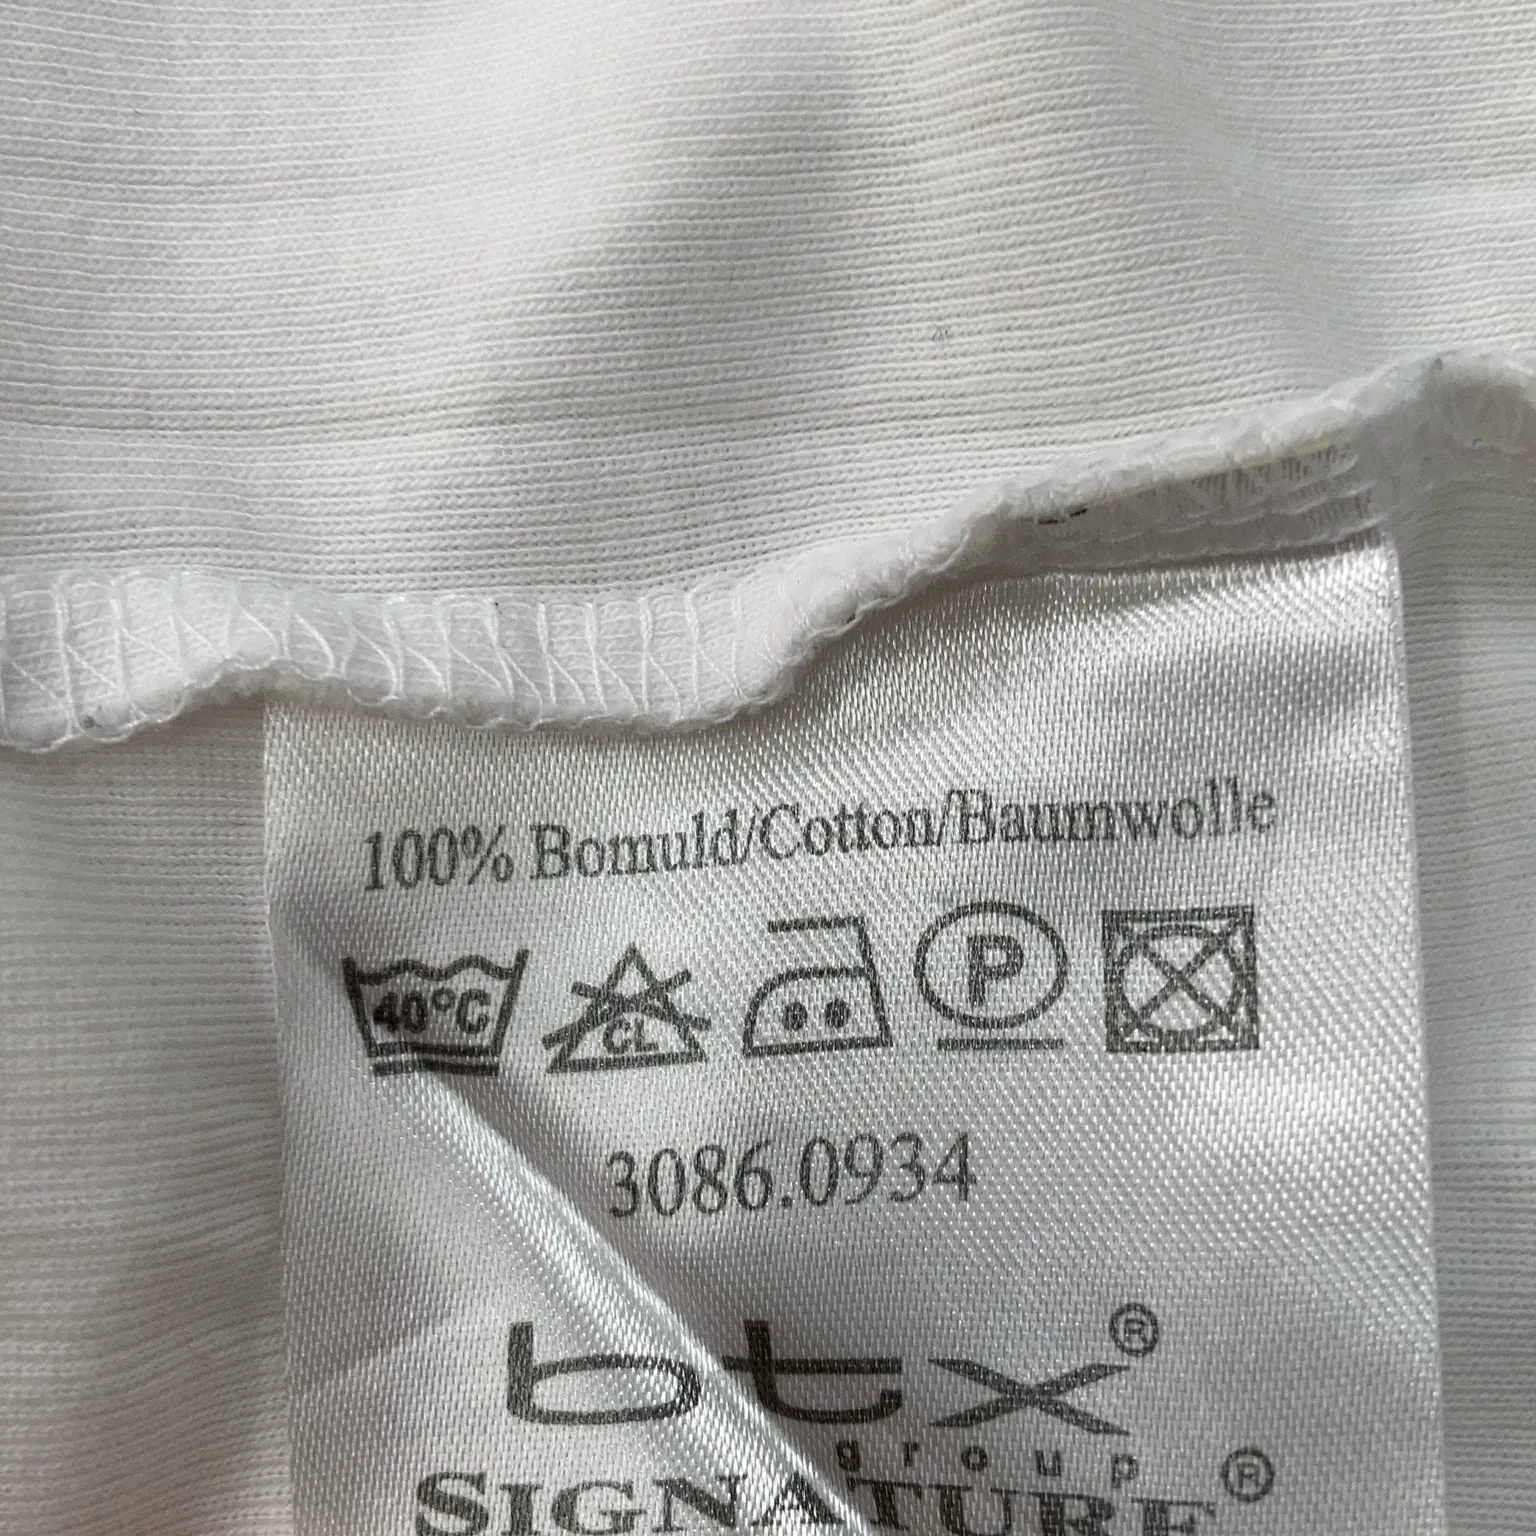 100% Bomuld/Cotton/Baumwolle
40°C CL P
3086.0934
btx®
group
SIGNATURE®